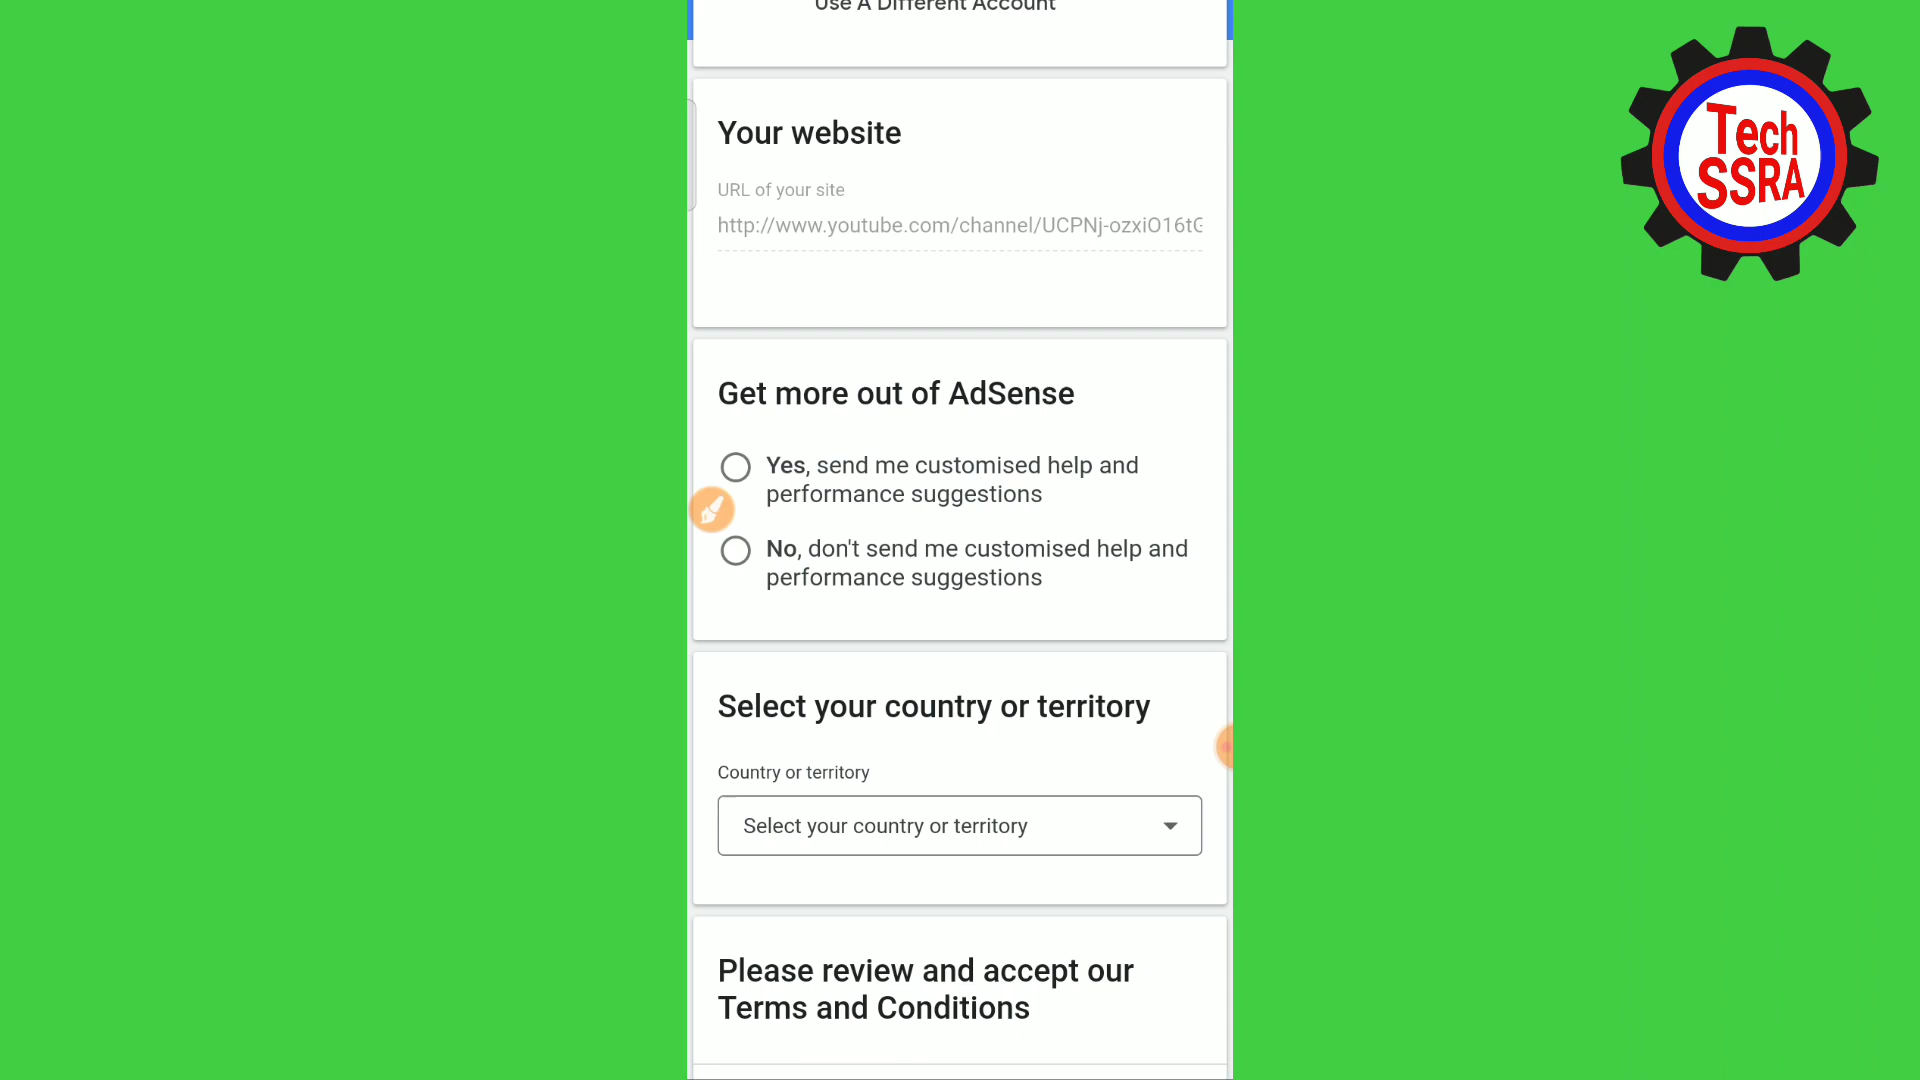 Use A Different Account
Your website
URL of your site
http://www.youtube.com/channel/UCPNj-ozxiO16tG
Get more out of AdSense
Yes, send me customised help and
performance suggestions
No, don't send me customised help and
performance suggestions
Select your country or territory
Country or territory
Select your country or territory
Please review and accept our
Terms and Conditions
Tech
SSRA